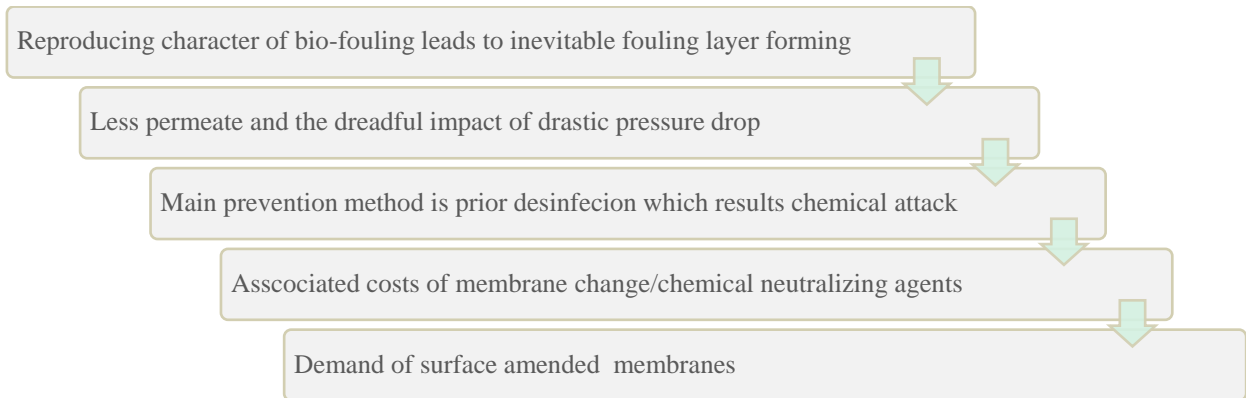 Reproducing character of bio-fouling leads to inevitable fouling layer forming
Less permeate and the dreadful impact of drastic pressure drop
Main prevention method is prior desinfecion which results chemical attack
Asscociated costs of membrane change/chemical neutralizing agents
Demand of surface amended  membranes